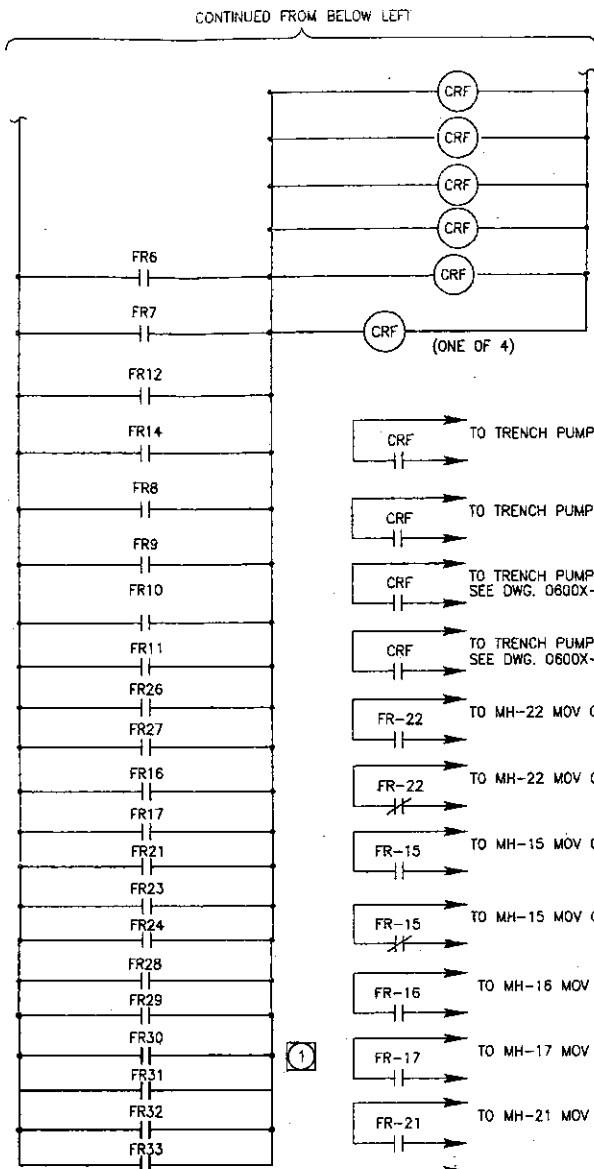 CONTINUED FROM BELOW LEFT
CRF
CRF
CRF
CRF
FR6
CRF
FR7
CRF
(ONE OF 4)
FR12
FR14
CRF
TO TRENCH PUMP
FR8
CRF
TO TRENCH PUMP
FR9
CRF
TO TRENCH PUMP
SEE DWG. 0600X-
FR10
FR11
CRF
TO TRENCH PUMP
SEE DWG. 0600X-
FR26
FR-22
TO MH-22 MOV
FR27
FR16
FR-22
TO MH-22 MOV
FR17
FR21
FR-15
TO MH-15 MOV
FR23
FR24
FR-15
TO MH-15 MOV
FR28
FR29
FR-16
TO MH-16 MOV
FR30
1
FR-17
TO MH-17 MOV
FR31
FR32
FR-21
TO MH-21 MOV
FR33